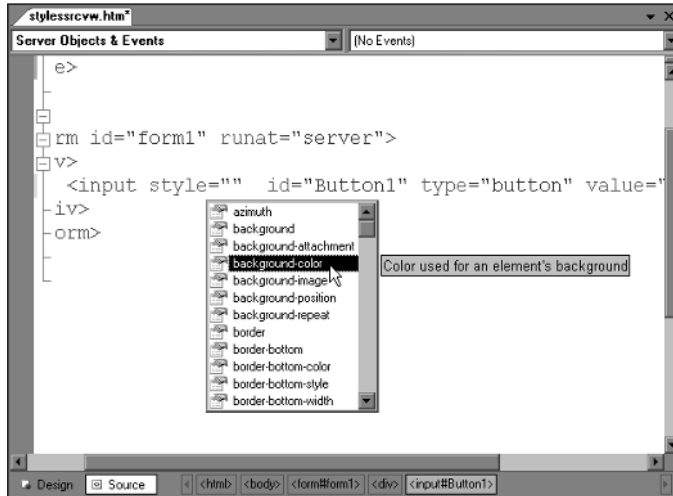 stylessrcvw.htm*
Server Objects & Events (No Events)
e>
rm id="form1" runat="server">
v>
<input style=""  id="Button1" type="button" value="
iv>
orm>
azimuth
background
background-attachment
background-color
Color used for an element's background
background-image
background-position
background-repeat
border
border-bottom
border-bottom-color
border-bottom-style
border-bottom-width
Design Source <html> <body> <form#form1> <div> <input#Button1>